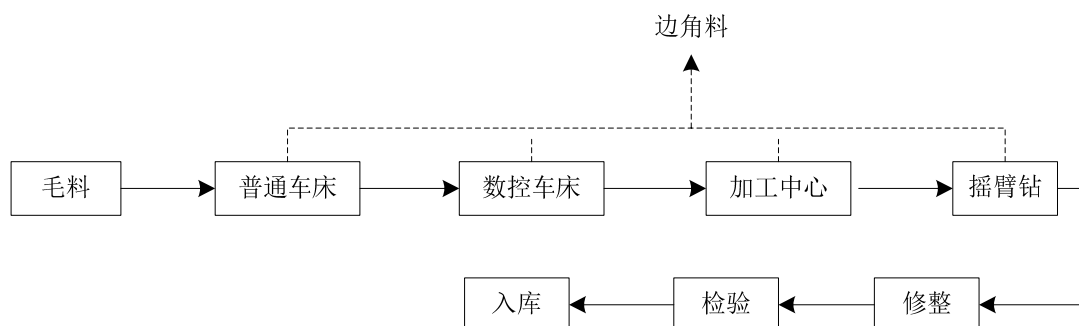 边角料
毛料
普通车床
数控车床
加工中心
摇臂钻
入库
检验
修整